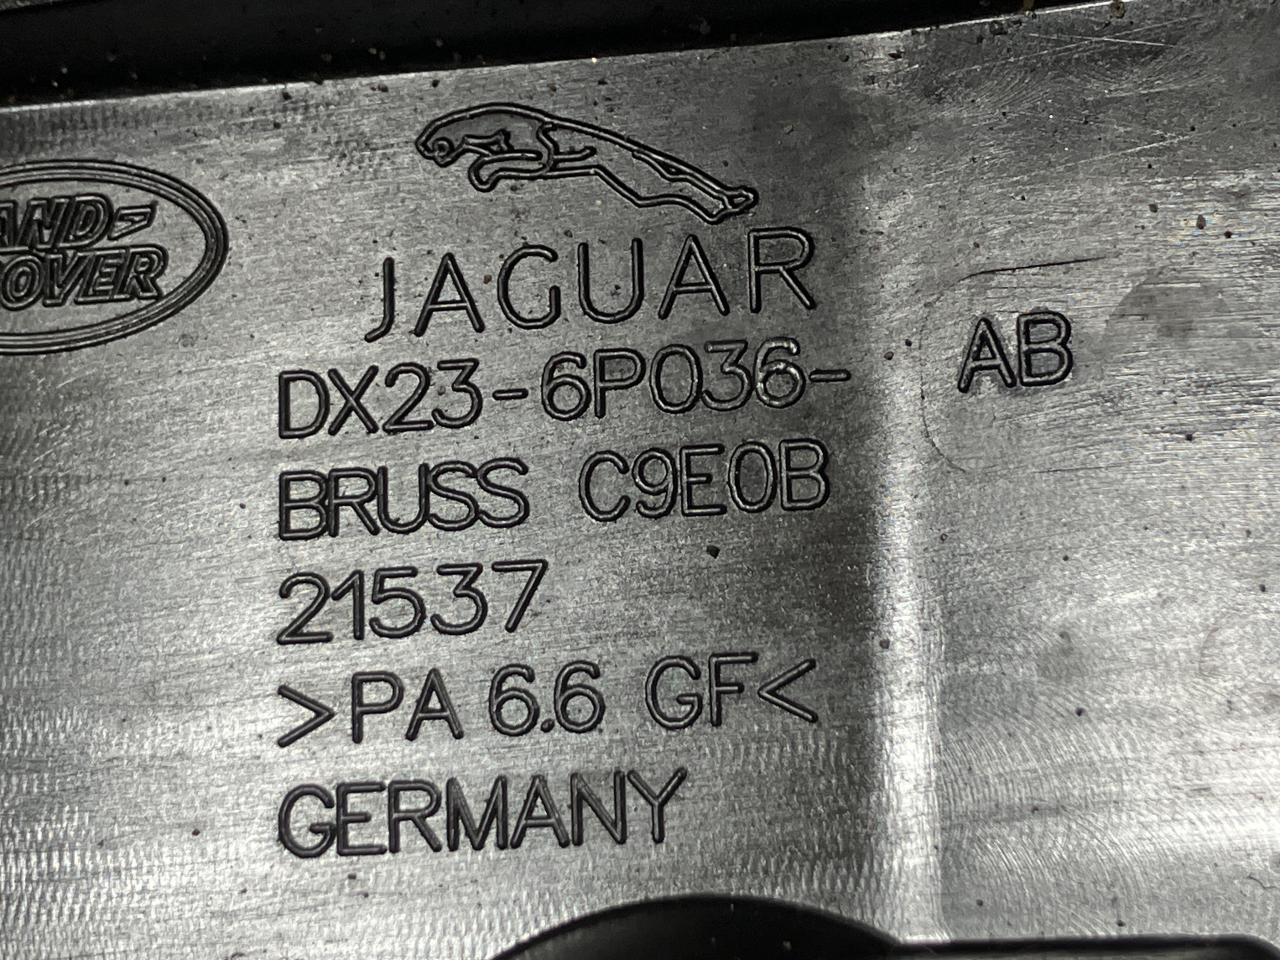 LAND-
ROVER
JAGUAR
DX23-6P036- AB
BRUSS C9E0B
21537
>PA 6.6 GF<
GERMANY